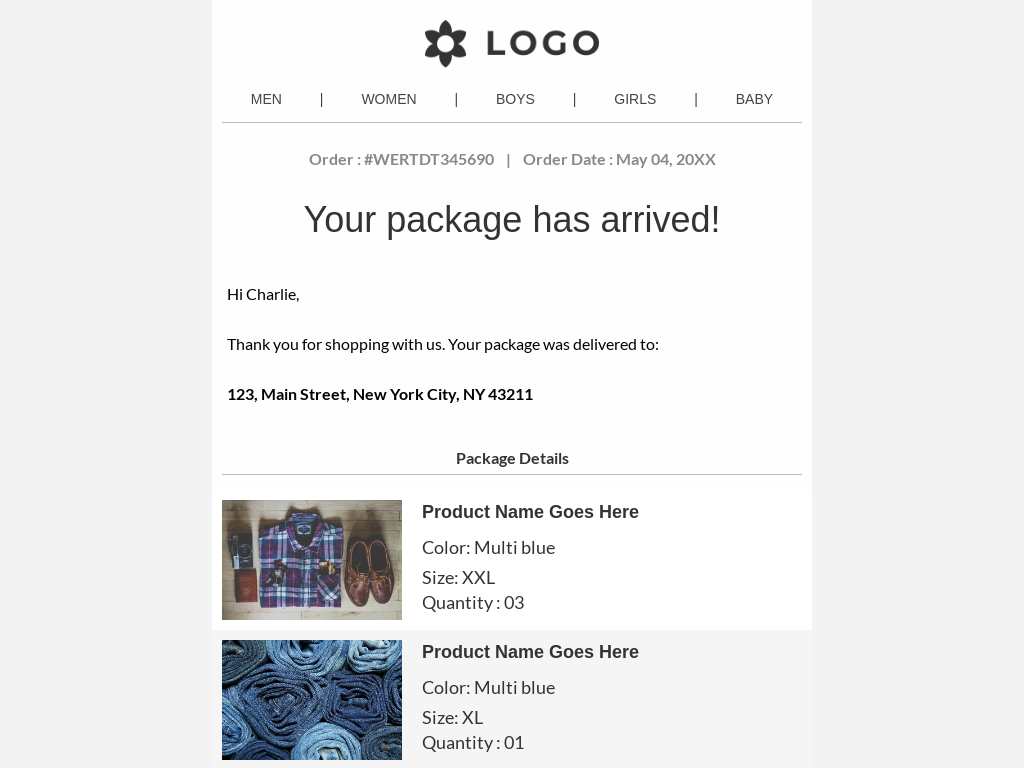 LOGO
MEN | WOMEN | BOYS | GIRLS | BABY
Order : #WERTDT345690 | Order Date : May 04, 20XX
Your package has arrived!
Hi Charlie,
Thank you for shopping with us. Your package was delivered to:
123, Main Street, New York City, NY 43211
Package Details
Product Name Goes Here
Color: Multi blue
Size: XXL
Quantity : 03
Product Name Goes Here
Color: Multi blue
Size: XL
Quantity : 01